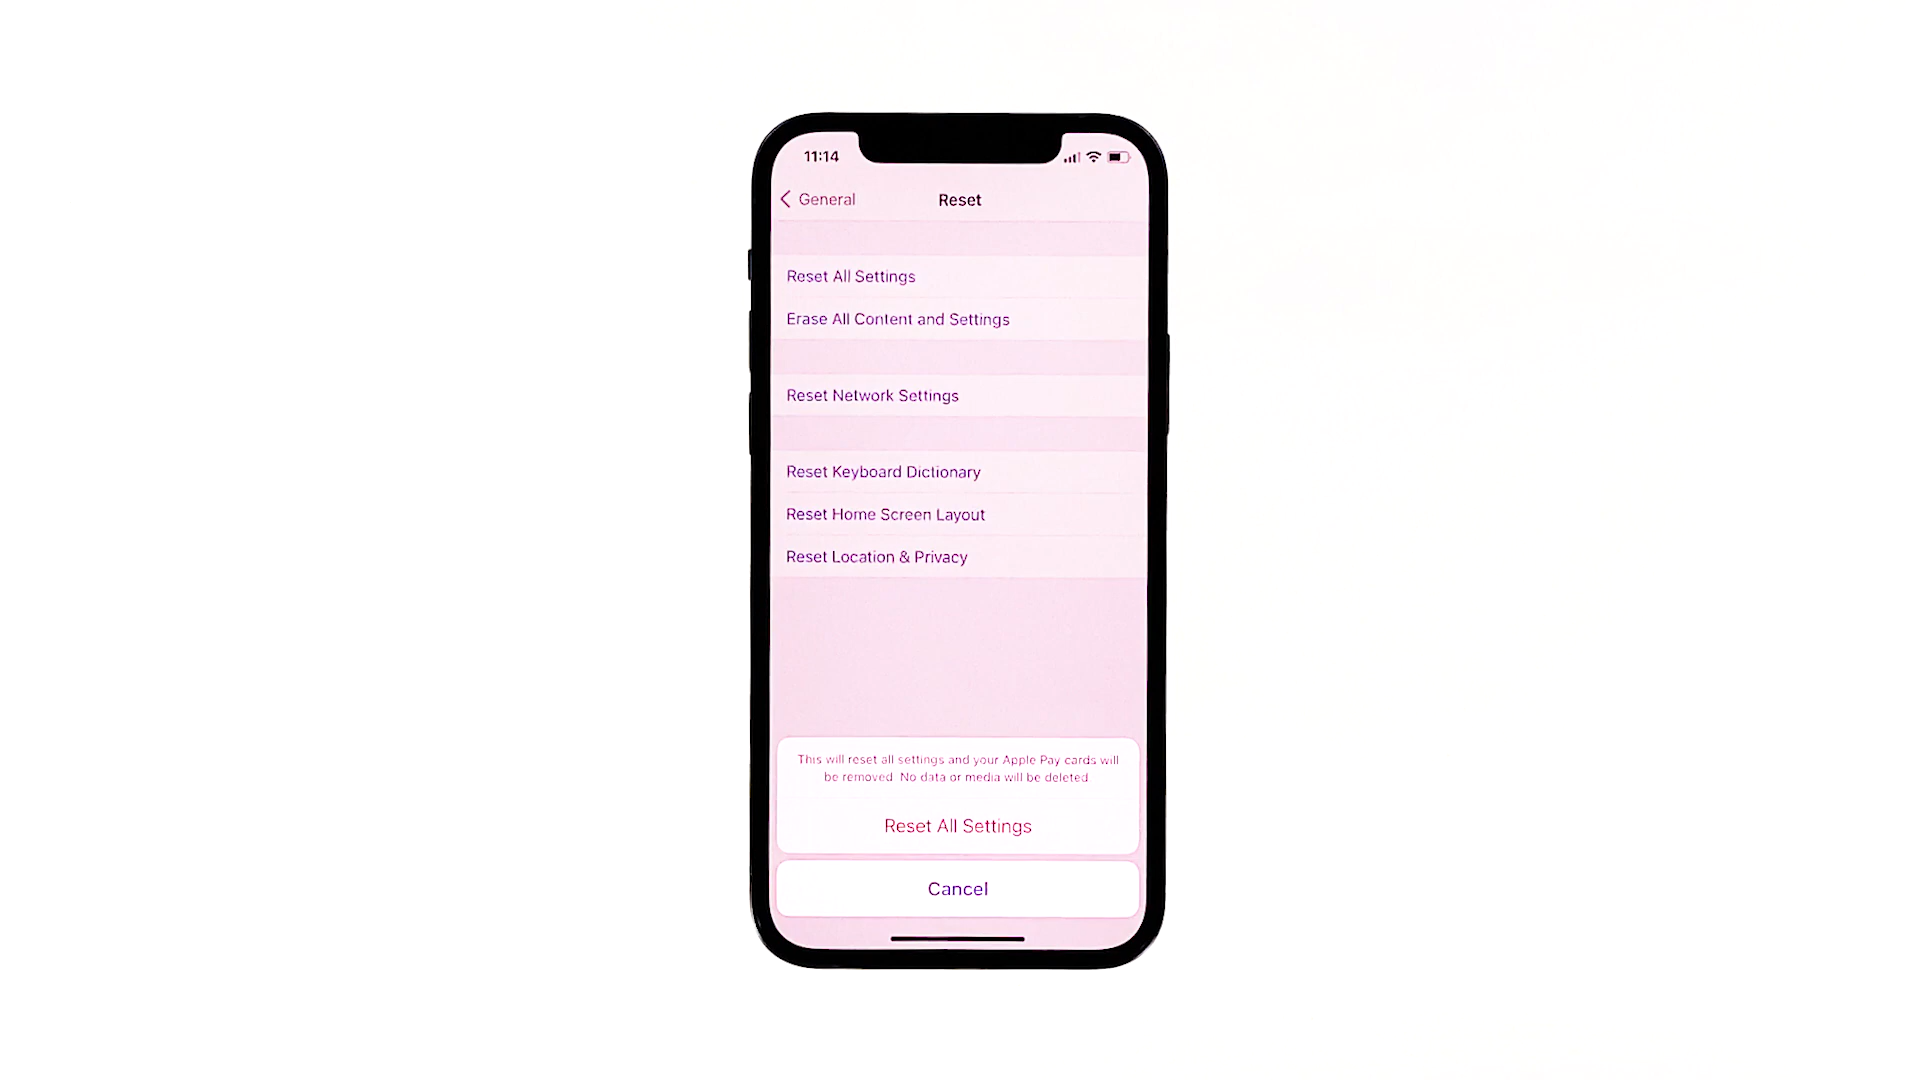 11:14
General
Reset
Reset All Settings
Erase All Content and Settings
Reset Network Settings
Reset Keyboard Dictionary
Reset Home Screen Layout
Reset Location & Privacy
This will reset all settings and your Apple Pay cards will
be removed. No data or media will be deleted.
Reset All Settings
Cancel